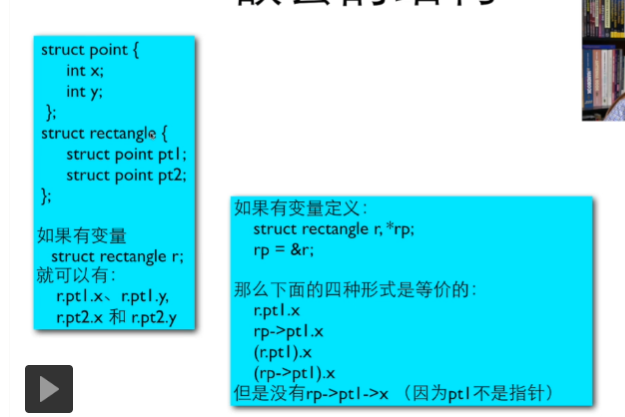 struct point {
int x;
int y;
};
struct rectangle {
struct point pt1;
struct point pt2;
};
如果有变量
struct rectangle r;
就可以有:
r.pt1.x、r.pt1.y,
r.pt2.x 和 r.pt2.y
如果有变量定义:
struct rectangle r, *rp;
rp = &r;
那么下面的四种形式是等价的:
r.pt1.x
rp->pt1.x
(r.pt1).x
(rp->pt1).x
但是没有rp->pt1->x （因为pt1不是指针）